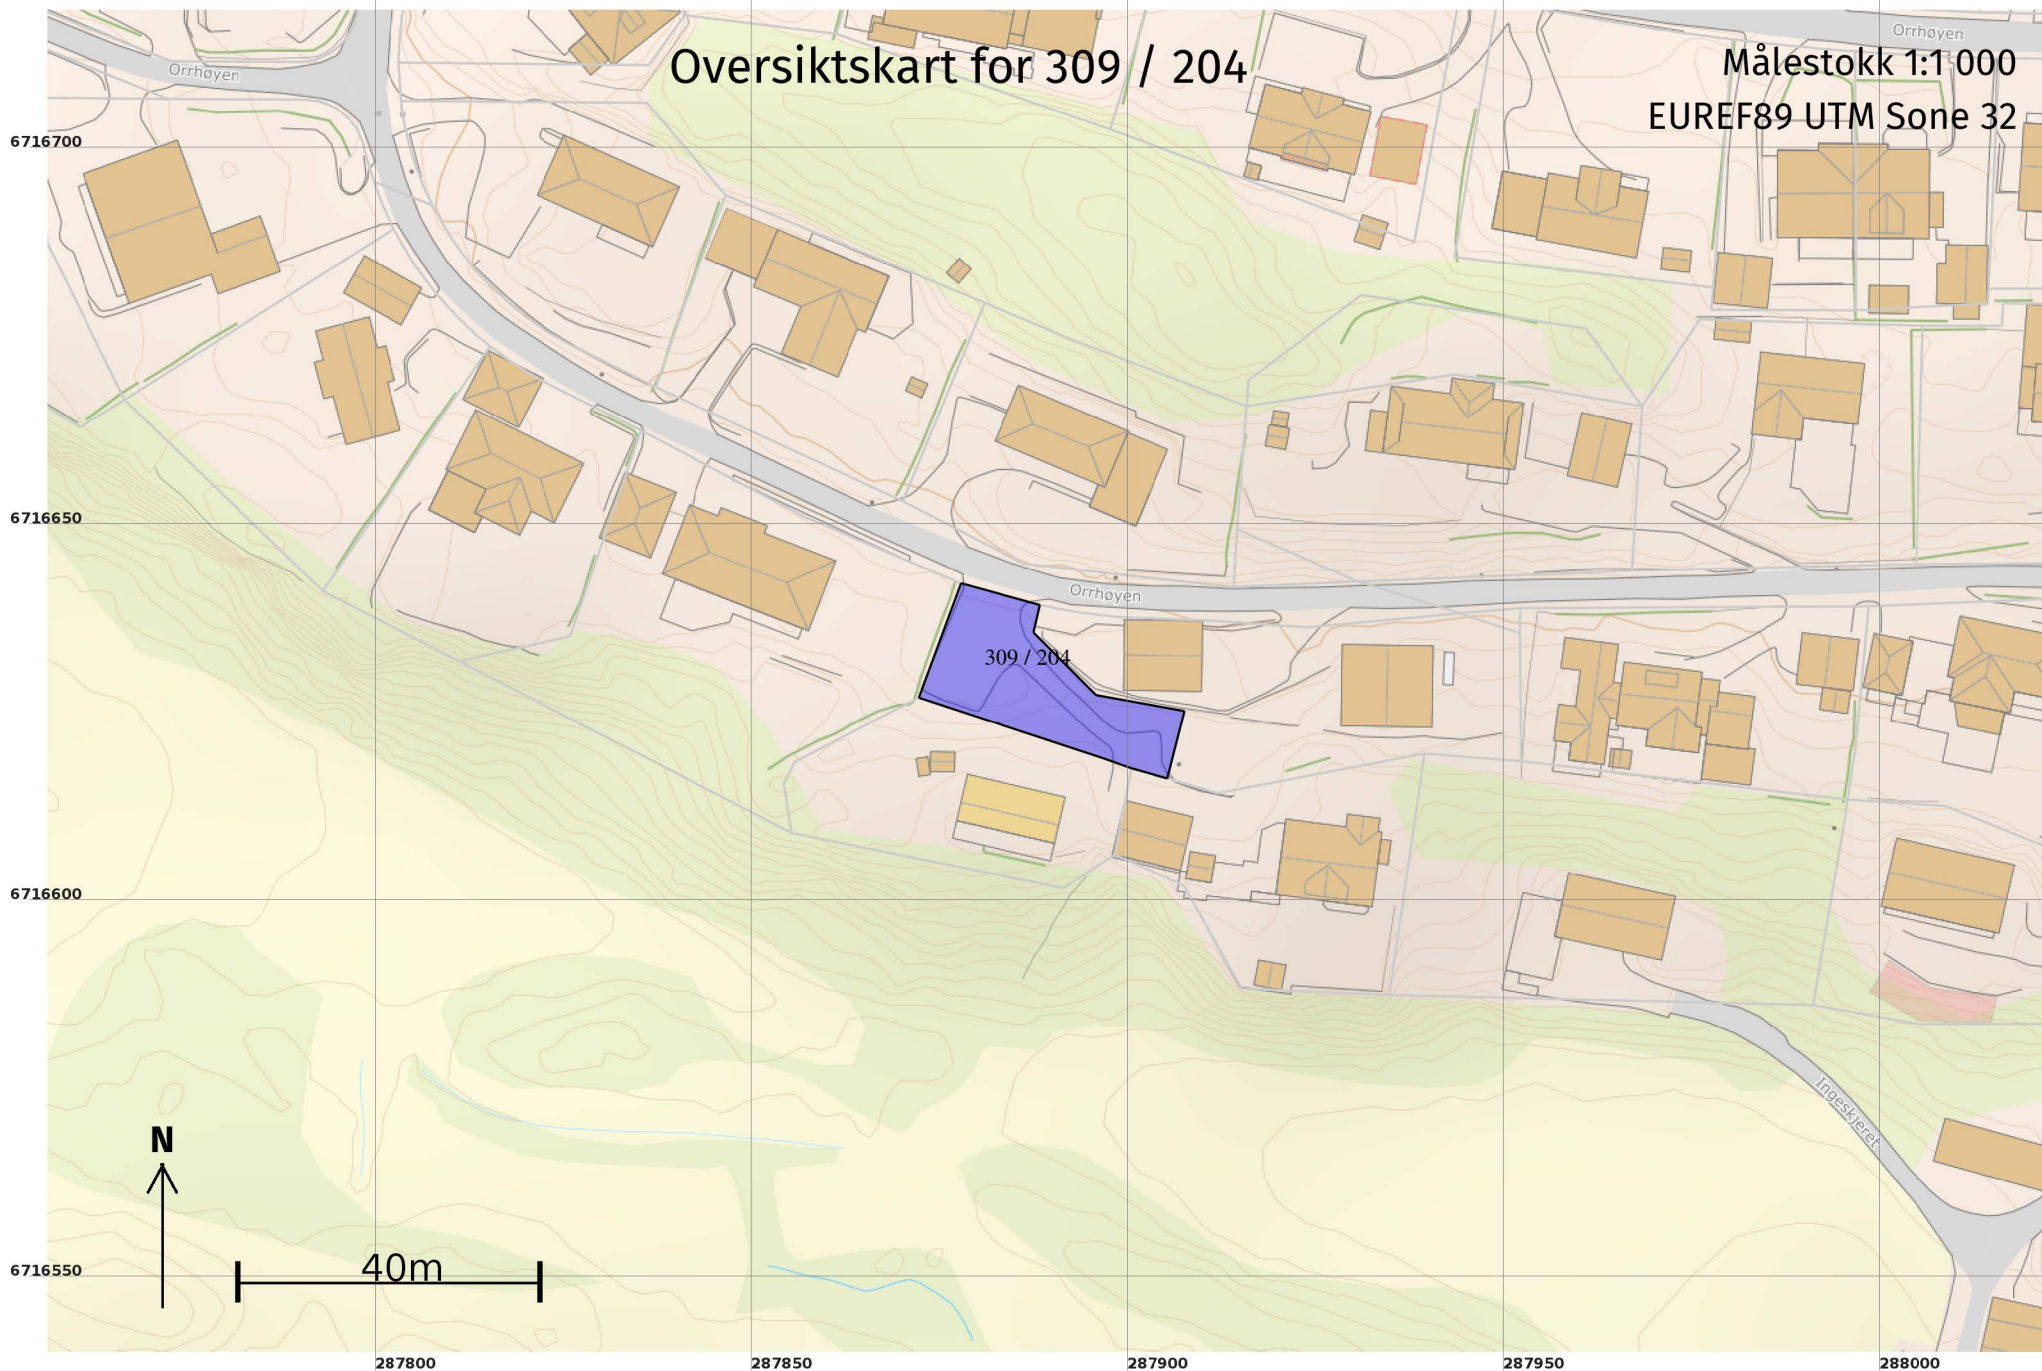 Oversiktskart for 309 / 204
Målestokk 1:1 000
EUREF89 UTM Sone 32
Orrhøyen
Orrhøyen
6716700
6716650
Orrhøyen
309 / 204
6716600
Ingeskjeret
N
40m
6716550
287800
287850
287900
287950
288000